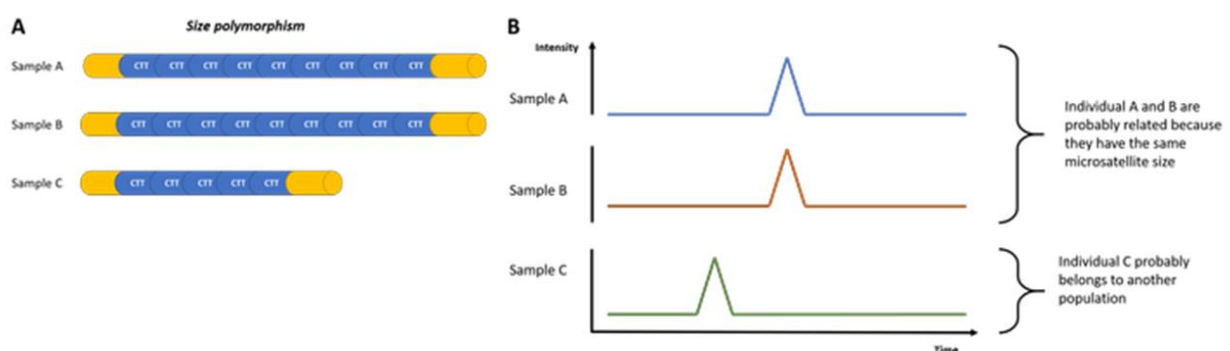 A
Size polymorphism
Sample A
CTT CTT CTT CTT CTT CTT CTT CTT CTT
Sample B
CTT CTT CTT CTT CTT CTT CTT CTT CTT
Sample C
CTT CTT CTT CTT CTT
B
Intensity
Sample A
Sample B
Sample C
Time
Individual A and B are
probably related because
they have the same
microsatellite size
Individual C probably
belongs to another
population